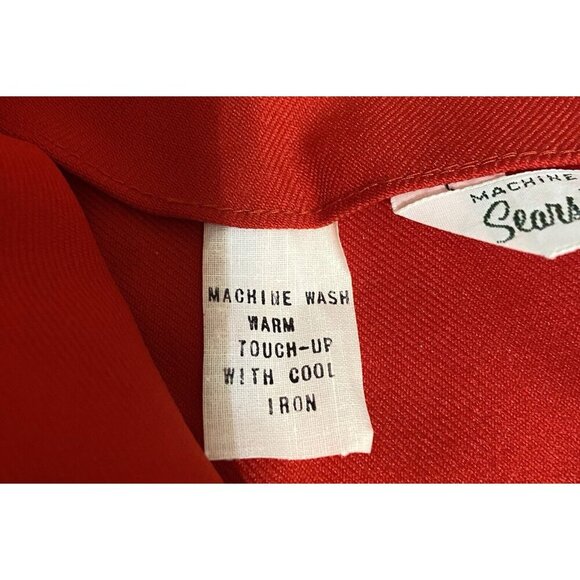 MACHINE WASH
WARM
TOUCH-UP
WITH COOL
IRON
MACHINE
Sears